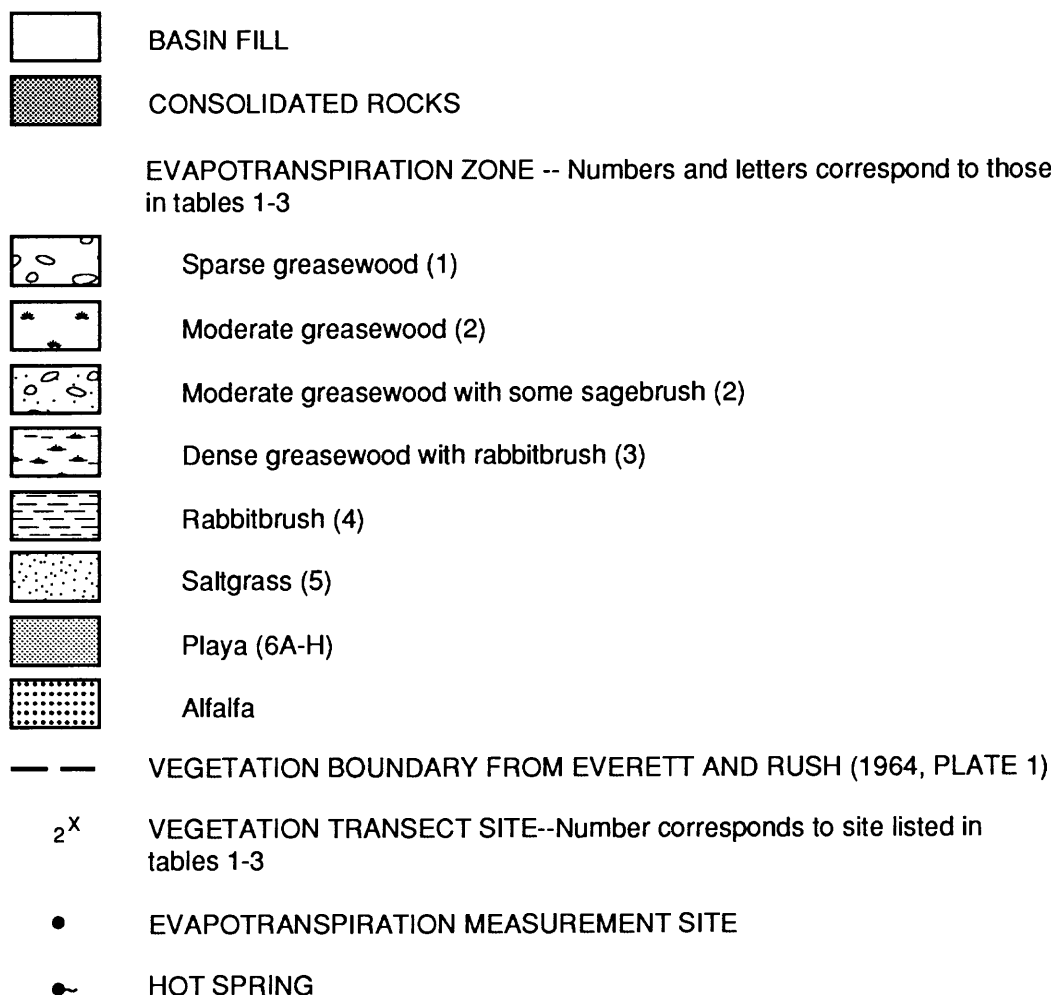 BASIN FILL
CONSOLIDATED ROCKS
EVAPOTRANSPIRATION ZONE -- Numbers and letters correspond to those
in tables 1-3
Sparse greasewood (1)
Moderate greasewood (2)
Moderate greasewood with some sagebrush (2)
Dense greasewood with rabbitbrush (3)
Rabbitbrush (4)
Saltgrass (5)
Playa (6A-H)
Alfalfa
VEGETATION BOUNDARY FROM EVERETT AND RUSH (1964, PLATE 1)
2X VEGETATION TRANSECT SITE--Number corresponds to site listed in
tables 1-3
EVAPOTRANSPIRATION MEASUREMENT SITE
HOT SPRING